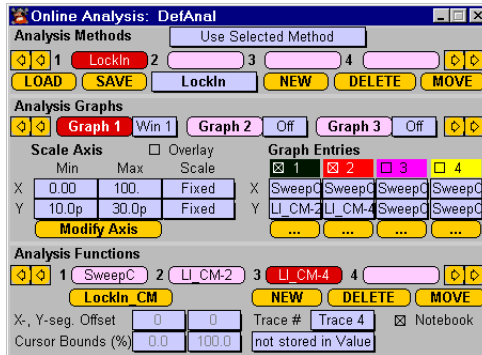 Online Analysis: DefAnal
Analysis Methods Use Selected Method
1 LockIn 2 3 4
LOAD SAVE LockIn NEW DELETE MOVE
Analysis Graphs
Graph 1 Win 1 Graph 2 Off Graph 3 Off
Scale Axis Overlay Graph Entries
Min Max Scale 1 2 3 4
X 0.00 100. Fixed X SweepC SweepC SweepC SweepC
Y 10.0p 30.0p Fixed Y LI_CM-2 LI_CM-4 SweepC SweepC
Modify Axis ... ... ... ...
Analysis Functions
1 SweepC 2 LI_CM-2 3 LI_CM-4 4
LockIn_CM NEW DELETE MOVE
X-, Y-seg. Offset 0 0 Trace # Trace 4 Notebook
Cursor Bounds (%) 0.0 100.0 not stored in Value